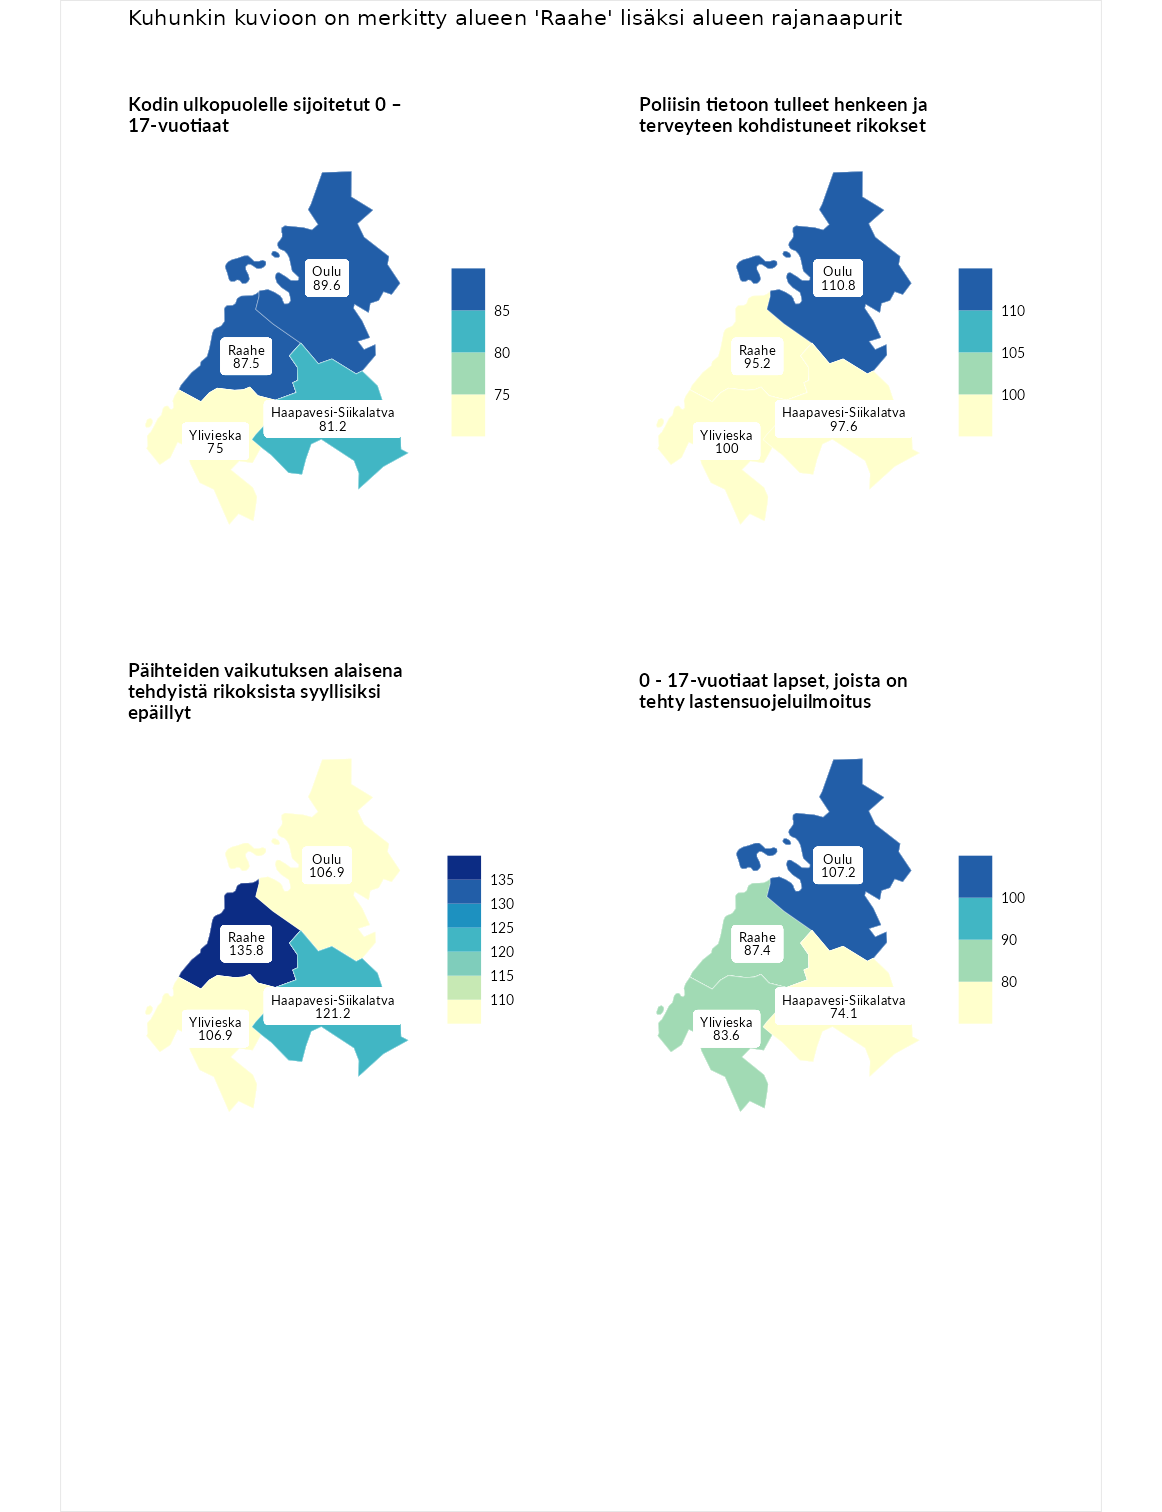 Kuhunkin kuvioon on merkitty alueen 'Raahe' lisäksi alueen rajanaapurit
Kodin ulkopuolelle sijoitetut 0 –
17-vuotiaat
Oulu
89.6
Raahe
87.5
Haapavesi-Siikalatva
81.2
Ylivieska
75
85
80
75
Poliisin tietoon tulleet henkeen ja
terveyteen kohdistuneet rikokset
Oulu
110.8
Raahe
95.2
Haapavesi-Siikalatva
97.6
Ylivieska
100
110
105
100
Päihteiden vaikutuksen alaisena
tehdyistä rikoksista syyllisiksi
epäillyt
Oulu
106.9
Raahe
135.8
Haapavesi-Siikalatva
121.2
Ylivieska
106.9
135
130
125
120
115
110
0 - 17-vuotiaat lapset, joista on
tehty lastensuojeluilmoitus
Oulu
107.2
Raahe
87.4
Haapavesi-Siikalatva
74.1
Ylivieska
83.6
100
90
80